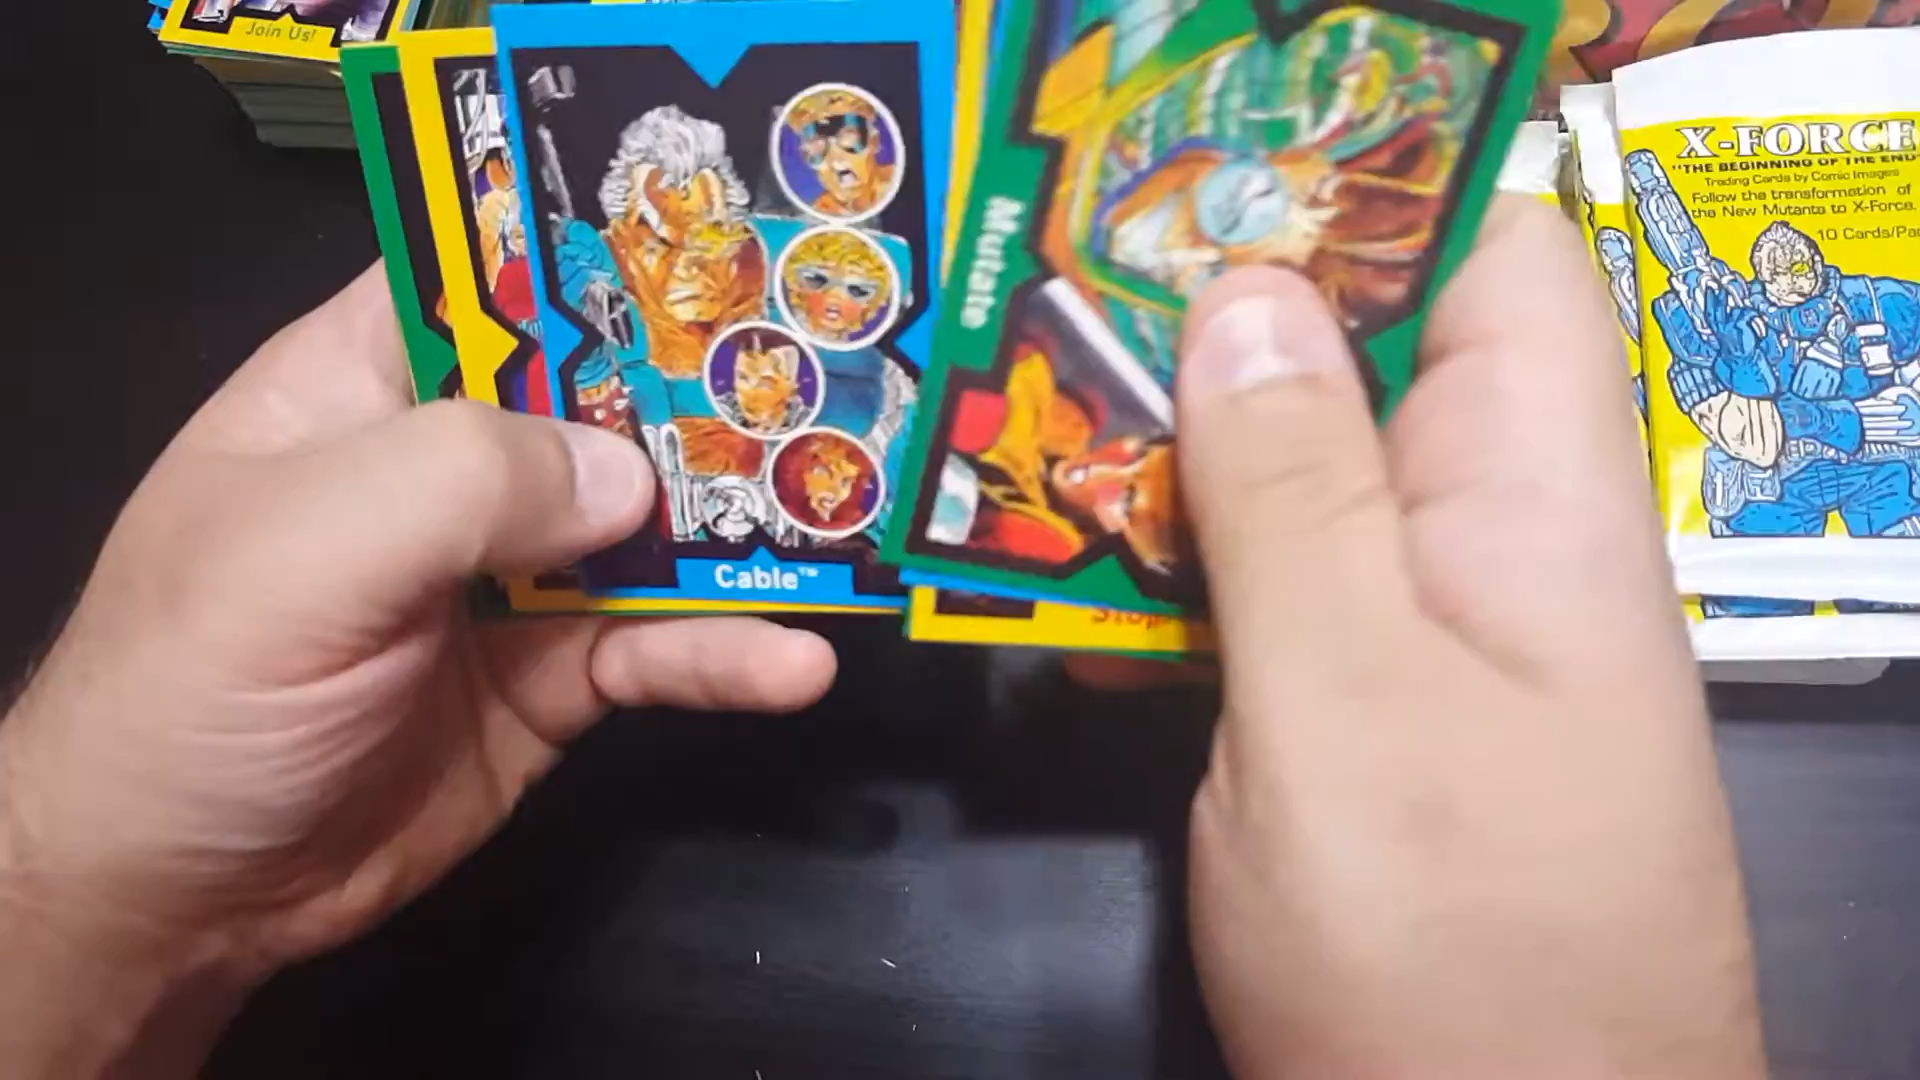 Join Us!
X-FORCE
"THE BEGINNING OF THE END"
Trading Cards by Comic Images
Follow the transformation of
the New Mutants to X-Force.
10 Cards/Pa
Mutate
Cable™